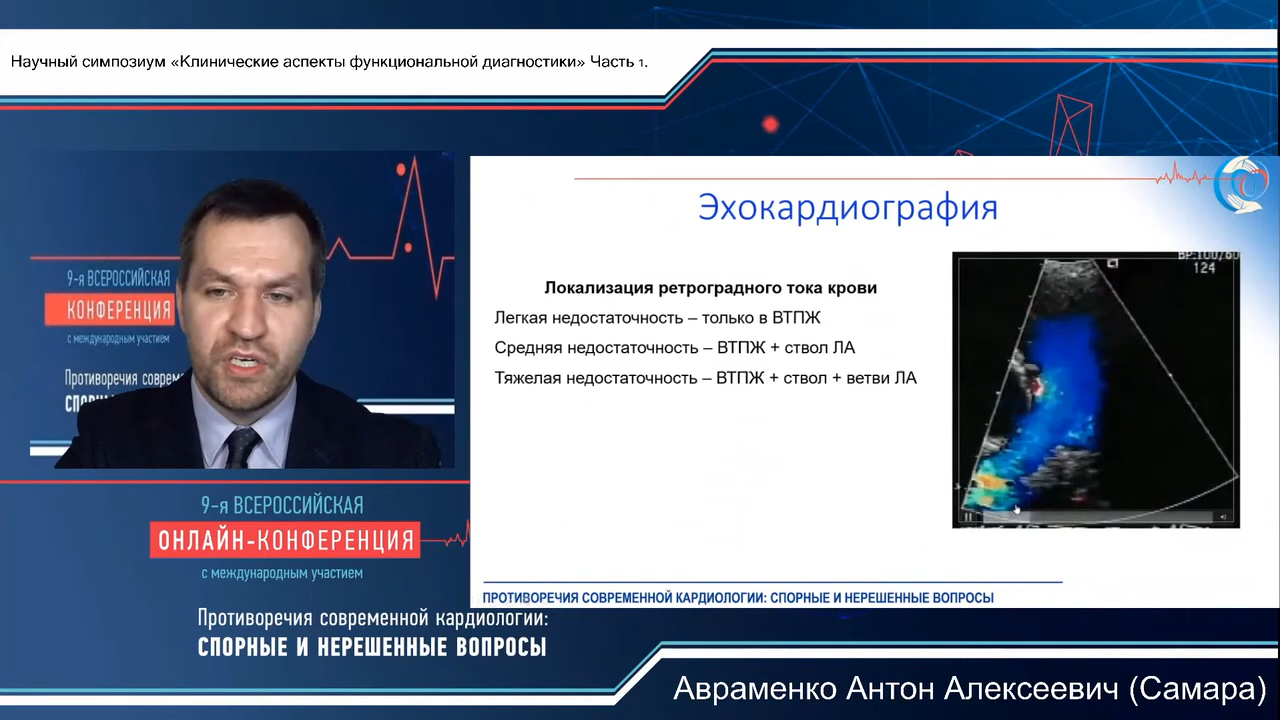 Научный симпозиум «Клинические аспекты функциональной диагностики» Часть 1.
9-я ВСЕРОССИЙСКАЯ
КОНФЕРЕНЦИЯ
с международным участием
Противоречия
9-я ВСЕРОССИЙСКАЯ
ОНЛАЙН-КОНФЕРЕНЦИЯ
с международным участием
Противоречия современной кардиологии:
СПОРНЫЕ И НЕРЕШЕННЫЕ ВОПРОСЫ
Эхокардиография
Локализация ретроградного тока крови
Легкая недостаточность – только в ВТПЖ
Средняя недостаточность – ВТПЖ + ствол ЛА
Тяжелая недостаточность – ВТПЖ + ствол + ветви ЛА
124
ПРОТИВОРЕЧИЯ СОВРЕМЕННОЙ КАРДИОЛОГИИ: СПОРНЫЕ И НЕРЕШЕННЫЕ ВОПРОСЫ
Авраменко Антон Алексеевич (Самара)